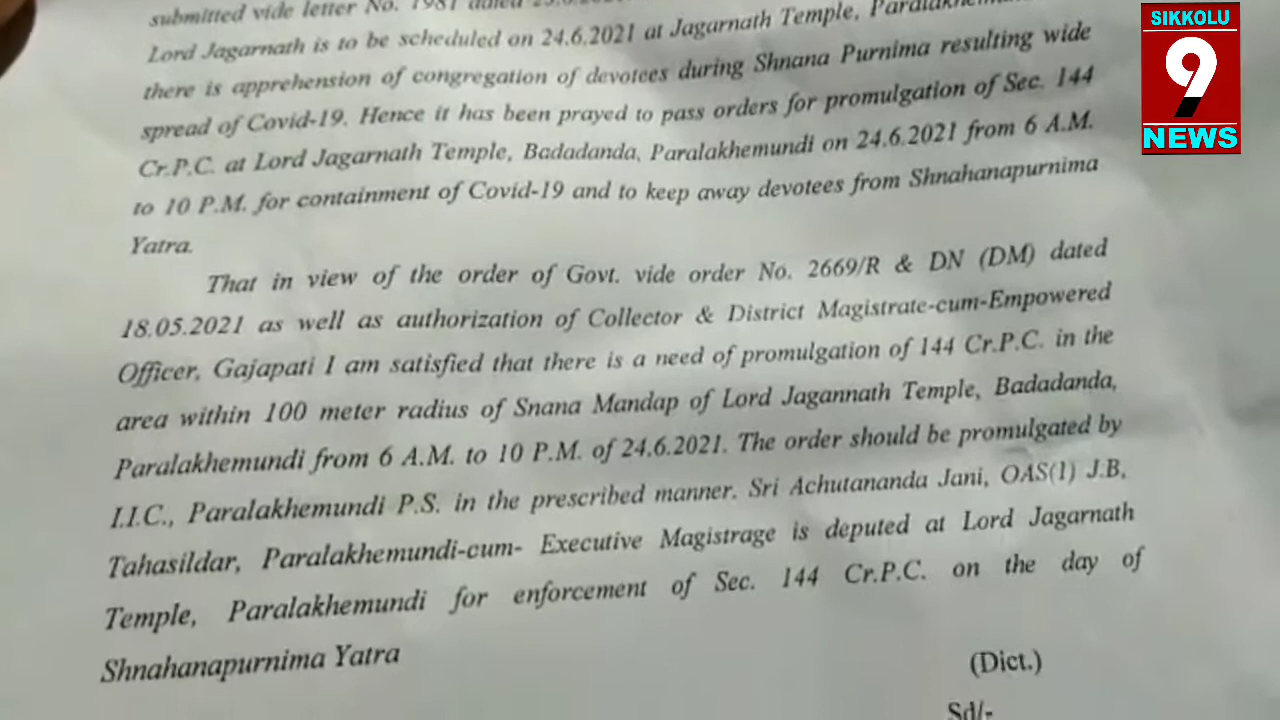 submitted vide letter No. 1981 dated
Lord Jagarnath is to be scheduled on 24.6.2021 at Jagarnath Temple,
there is apprehension of congregation of devotees during Shnana Purnima resulting wide
spread of Covid-19. Hence it has been prayed to pass orders for promulgation of Sec. 144
Cr.P.C. at Lord Jagarnath Temple, Badadanda, Paralakhemundi on 24.6.2021 from 6 A.M.
to 10 P.M. for containment of Covid-19 and to keep away devotees from Shnahanapurnima
Yatra.
That in view of the order of Govt. vide order No. 2669/R & DN (DM) dated
18.05.2021 as well as authorization of Collector & District Magistrate-cum-Empowered
Officer, Gajapati I am satisfied that there is a need of promulgation of 144 Cr.P.C. in the
area within 100 meter radius of Snana Mandap of Lord Jagannath Temple, Badadanda,
Paralakhemundi from 6 A.M. to 10 P.M. of 24.6.2021. The order should be promulgated by
I.I.C., Paralakhemundi P.S. in the prescribed manner. Sri Achutananda Jani, OAS(1) J.B,
Tahasildar, Paralakhemundi-cum- Executive Magistrage is deputed at Lord Jagarnath
Temple, Paralakhemundi for enforcement of Sec. 144 Cr.P.C. on the day of
Shnahanapurnima Yatra
(Dict.)
Sd/-
SIKKOLU
9
NEWS